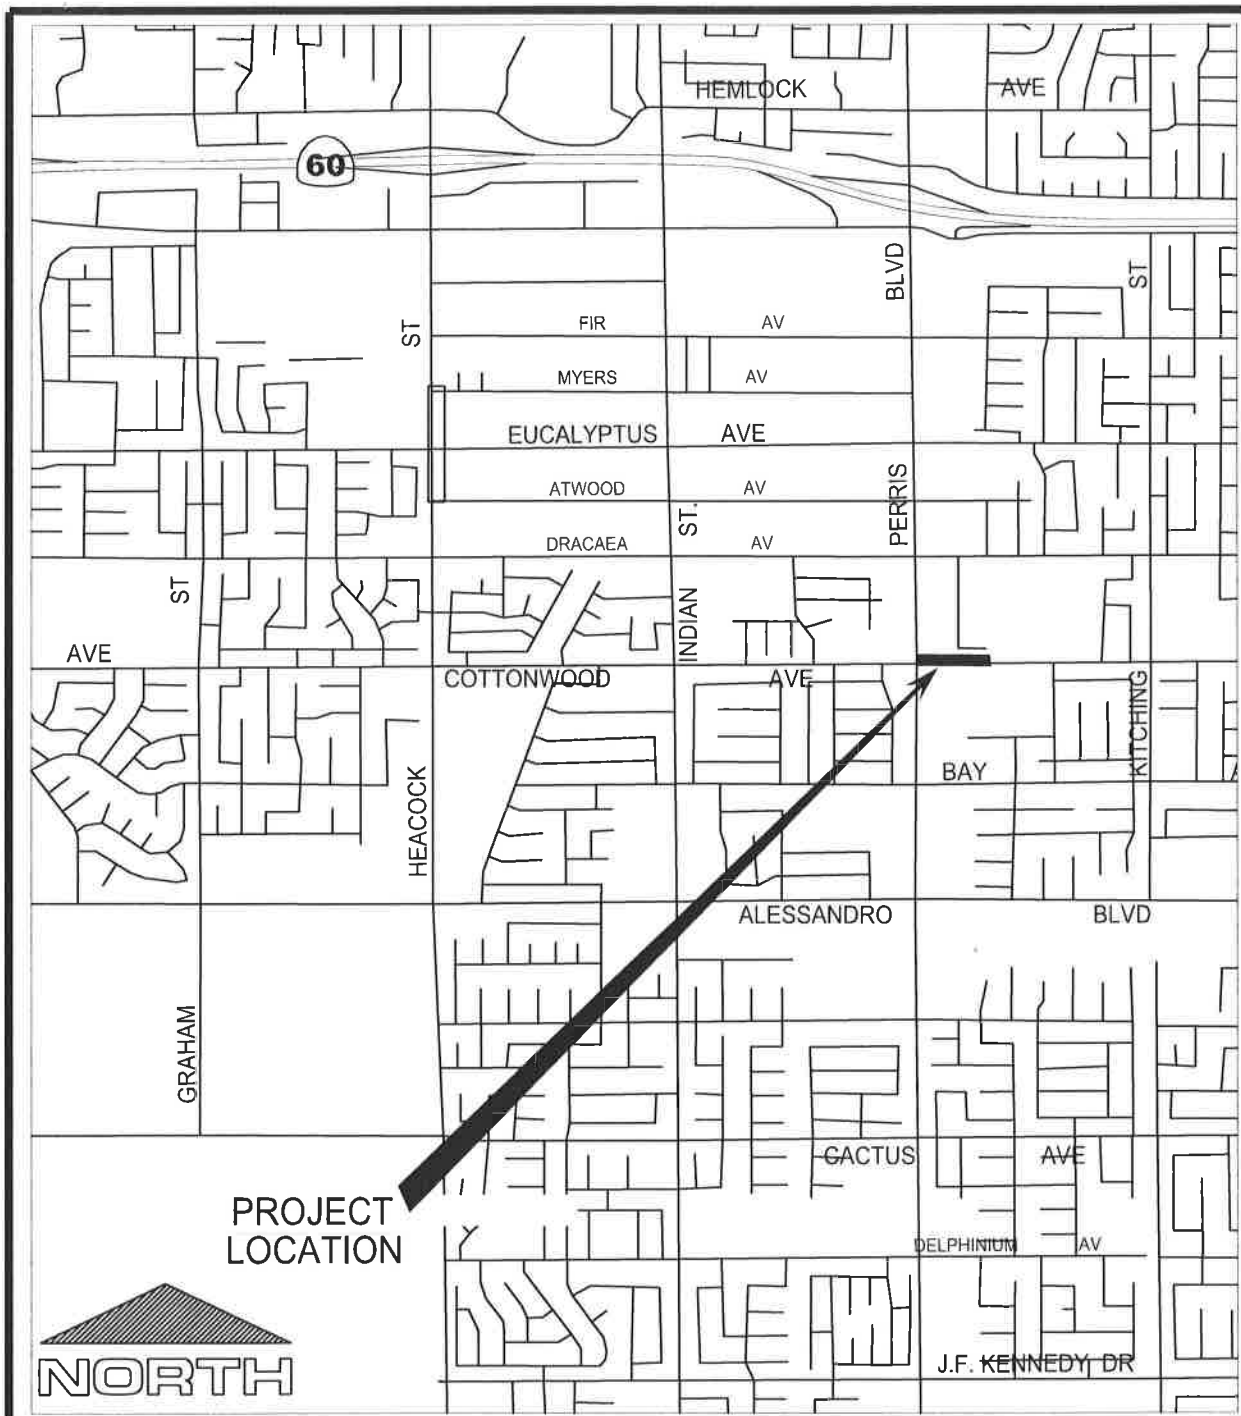 HEMLOCK AVE
60
BLVD
ST
ST
FIR AV
MYERS AV
EUCALYPTUS AVE
ATWOOD AV
PERRIS
ST.
DRACAEA AV
ST
INDIAN
AVE
COTTONWOOD AVE
KITCHING
BAY
HEACOCK
ALESSANDRO BLVD
GRAHAM
CACTUS AVE
PROJECT
LOCATION
DELPHINIUM AV
J.F. KENNEDY DR
NORTH